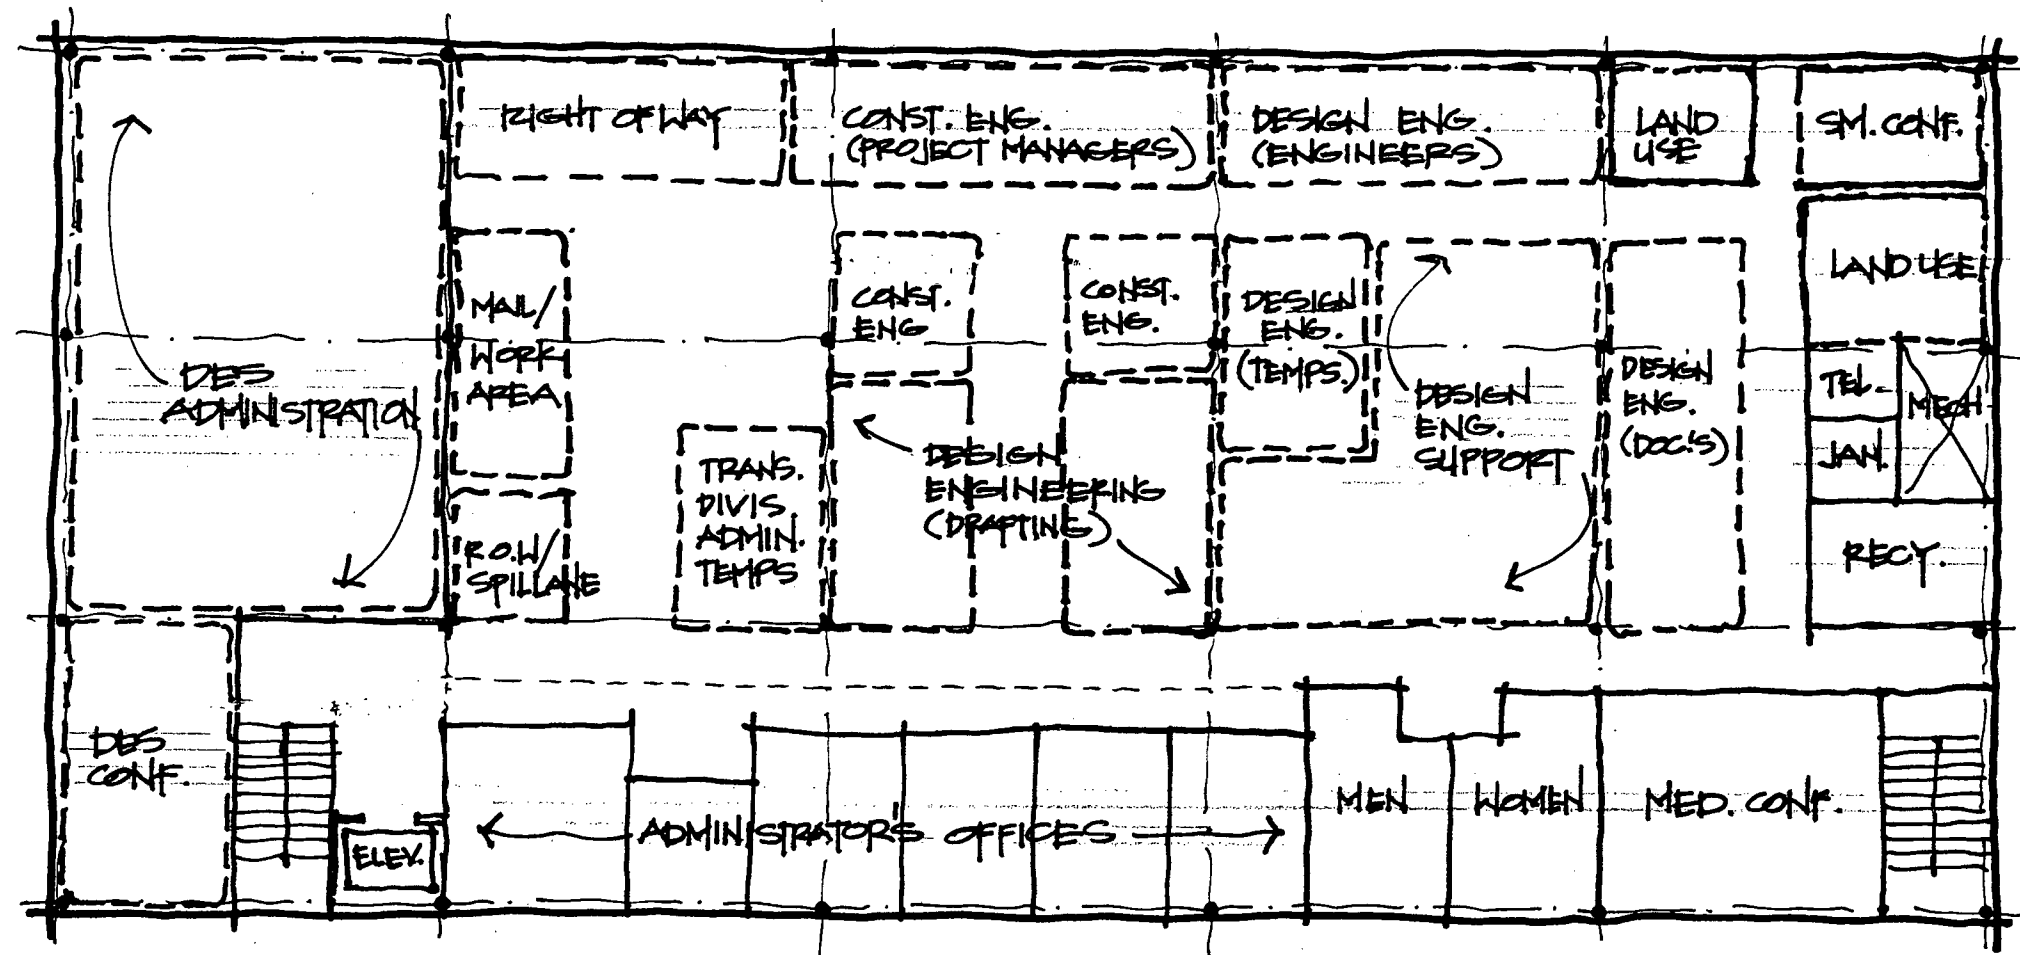 RIGHT OF WAY
CONST. ENG.
(PROJECT MANAGERS)
DESIGN ENG.
(ENGINEERS)
LAND
USE
SM. CONF.
DES
ADMINISTRATION
MAIL/
WORK
AREA
R.O.W/
SPILLANE
TRANS.
DIVIS.
ADMIN.
TEMPS
CONST.
ENG
CONST.
ENG.
DESIGN
ENGINEERING
(DRAFTING)
DESIGN
ENG.
(TEMPS.)
DESIGN
ENG.
SUPPORT
DESIGN
ENG.
(DOC.'S)
LAND USE
TEL.
MECH
JAN.
RECY.
DES
CONF.
ELEV.
ADMINISTRATOR'S OFFICES
MEN
WOMEN
MED. CONF.